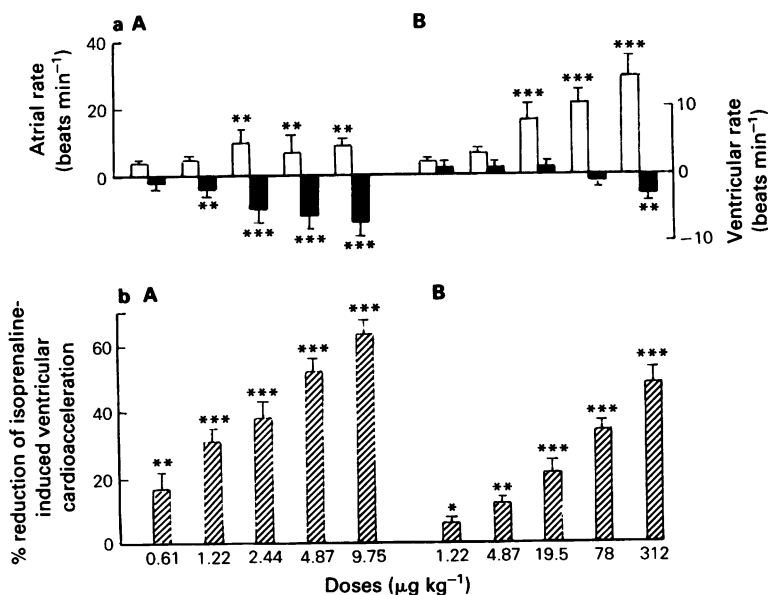 a A
B
Atrial rate
(beats min⁻¹)
40
20
0
** ** **
** *** *** ***
*** *** ***
**
10
0
−10
Ventricular rate
(beats min⁻¹)
b A
B
% reduction of isoprenaline-
induced ventricular
cardioacceleration
60
40
20
0
** *** *** *** ***
* ** *** *** ***
0.61 1.22 2.44 4.87 9.75 1.22 4.87 19.5 78 312
Doses (μg kg⁻¹)